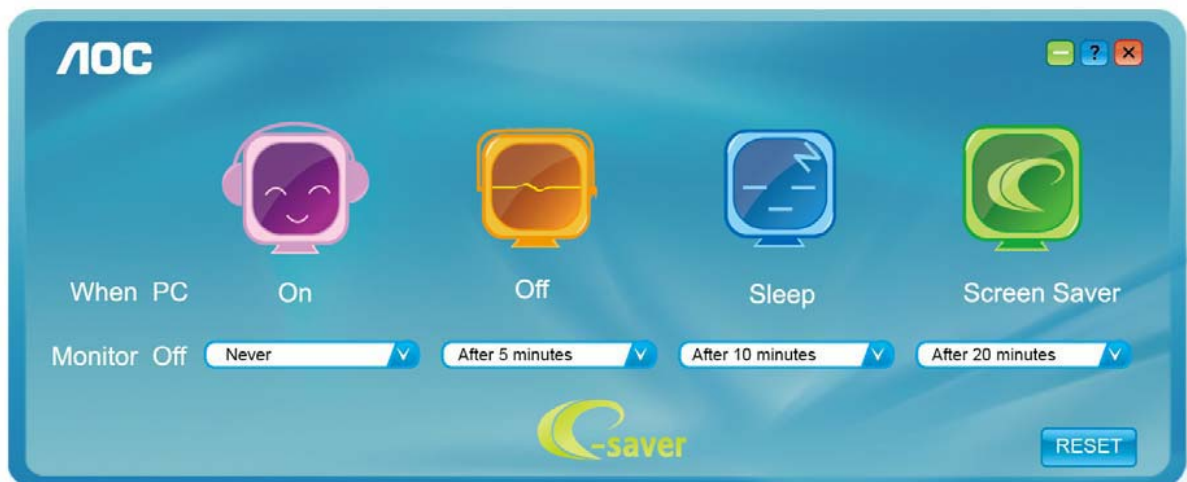 AOC
?
When PC On Off Sleep Screen Saver
Monitor Off Never After 5 minutes After 10 minutes After 20 minutes
e-saver
RESET